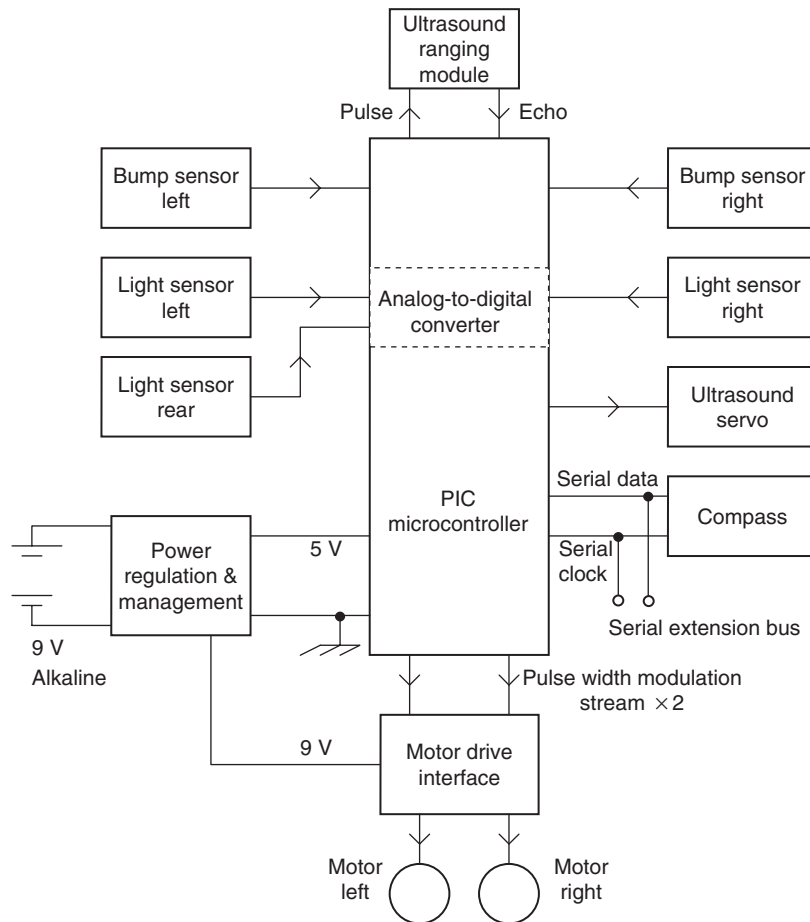 Ultrasound
ranging
module
Pulse
Echo
Bump sensor
left
Bump sensor
right
Light sensor
left
Analog-to-digital
converter
Light sensor
right
Light sensor
rear
Ultrasound
servo
Serial data
PIC
microcontroller
Compass
Serial
clock
Serial extension bus
Power
regulation &
management
5 V
9 V
Alkaline
Pulse width modulation
stream ×2
9 V
Motor drive
interface
Motor
left
Motor
right